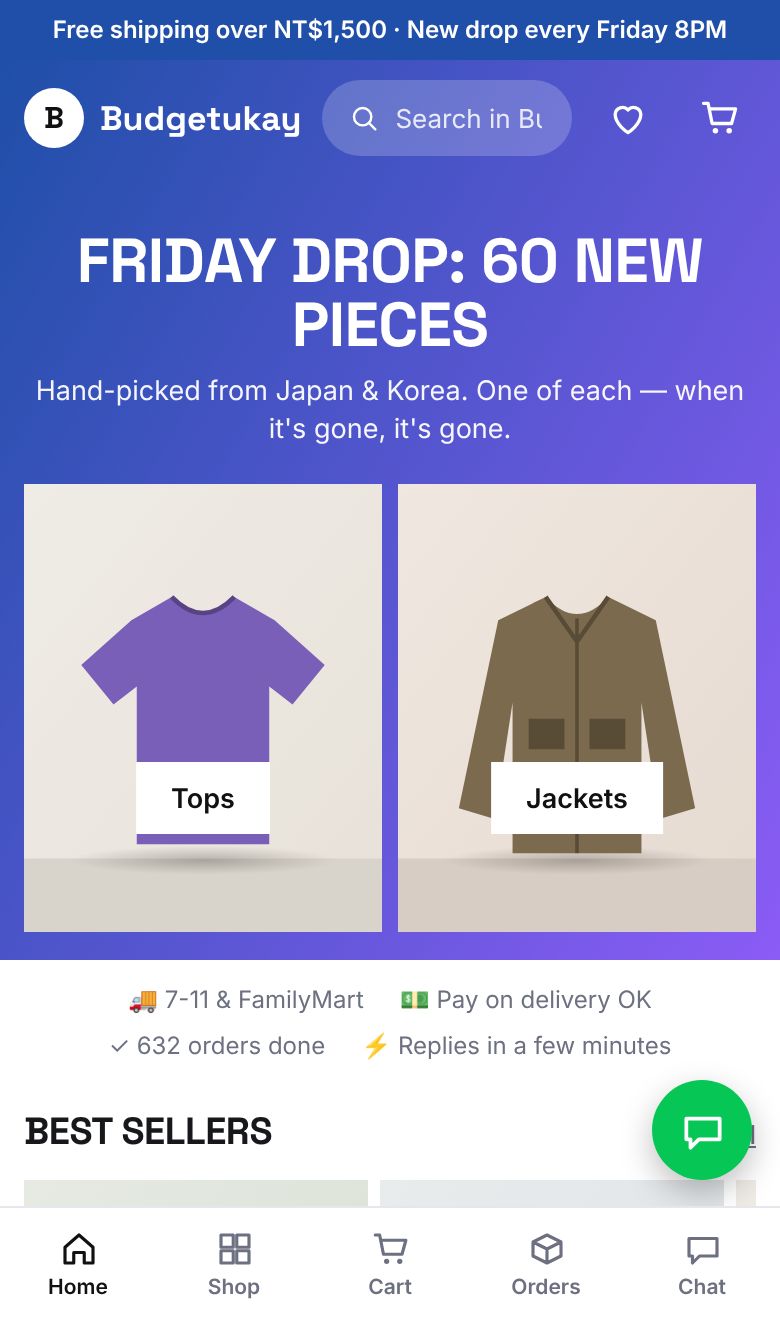 Free shipping over NT$1,500 · New drop every Friday 8PM
B Budgetukay
Search in
FRIDAY DROP: 60 NEW
PIECES
Hand-picked from Japan & Korea. One of each — when
it's gone, it's gone.
Tops
Jackets
🚚 7-11 & FamilyMart 💵 Pay on delivery OK
✓ 632 orders done ⚡ Replies in a few minutes
BEST SELLERS
Home Shop Cart Orders Chat